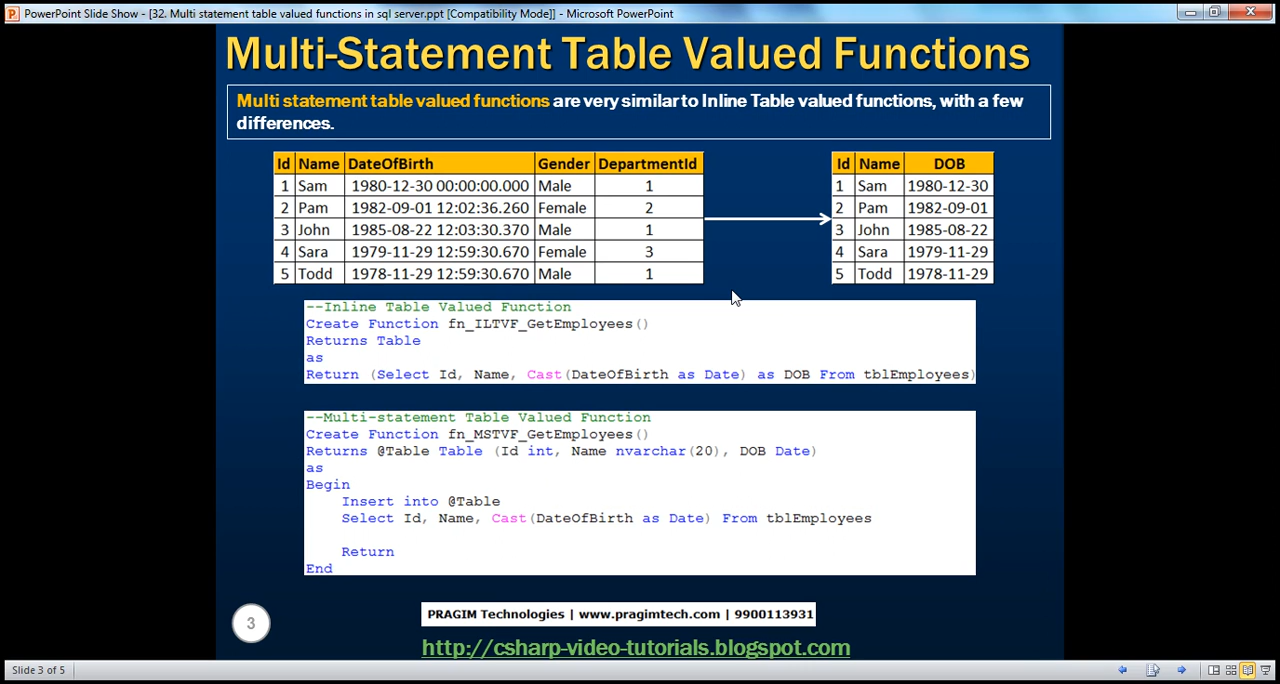 PowerPoint Slide Show - [32. Multi statement table valued functions in sql server.ppt [Compatibility Mode]] - Microsoft PowerPoint
Multi-Statement Table Valued Functions
Multi statement table valued functions are very similar to Inline Table valued functions, with a few
differences.
Id Name DateOfBirth Gender DepartmentId
1 Sam 1980-12-30 00:00:00.000 Male 1
2 Pam 1982-09-01 12:02:36.260 Female 2
3 John 1985-08-22 12:03:30.370 Male 1
4 Sara 1979-11-29 12:59:30.670 Female 3
5 Todd 1978-11-29 12:59:30.670 Male 1
Id Name DOB
1 Sam 1980-12-30
2 Pam 1982-09-01
3 John 1985-08-22
4 Sara 1979-11-29
5 Todd 1978-11-29
--Inline Table Valued Function
Create Function fn_ILTVF_GetEmployees()
Returns Table
as
Return (Select Id, Name, Cast(DateOfBirth as Date) as DOB From tblEmployees)
--Multi-statement Table Valued Function
Create Function fn_MSTVF_GetEmployees()
Returns @Table Table (Id int, Name nvarchar(20), DOB Date)
as
Begin
Insert into @Table
Select Id, Name, Cast(DateOfBirth as Date) From tblEmployees
Return
End
3
PRAGIM Technologies | www.pragimtech.com | 9900113931
http://csharp-video-tutorials.blogspot.com
Slide 3 of 5